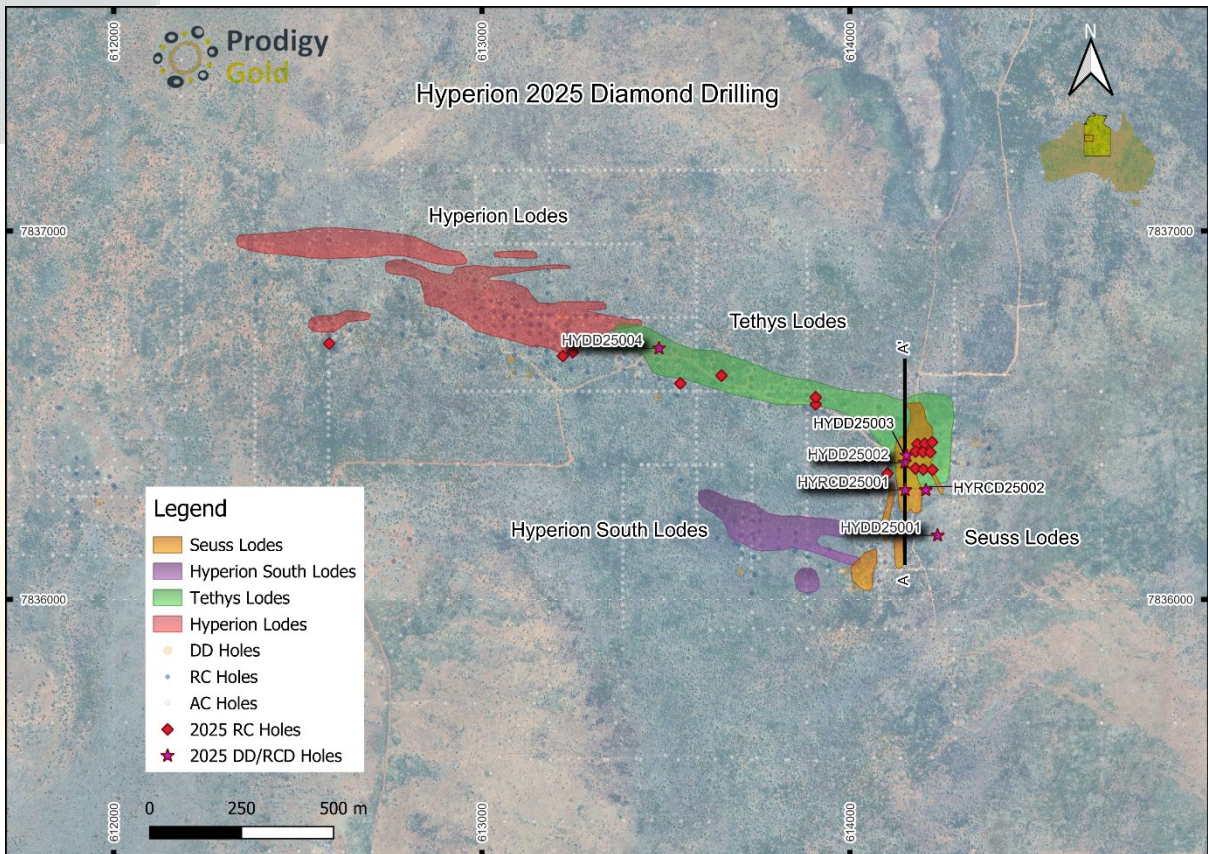 612000
613000
614000
Prodigy
Gold
N
Hyperion 2025 Diamond Drilling
Hyperion Lodes
7837000
7837000
Tethys Lodes
HYDD25004
A'
HYDD25003
HYDD25002
HYRCD25001
HYRCD25002
Hyperion South Lodes
HYDD25001
Seuss Lodes
A
7836000
7836000
Legend
Seuss Lodes
Hyperion South Lodes
Tethys Lodes
Hyperion Lodes
DD Holes
RC Holes
AC Holes
2025 RC Holes
2025 DD/RCD Holes
0 250 500 m
612000
613000
614000